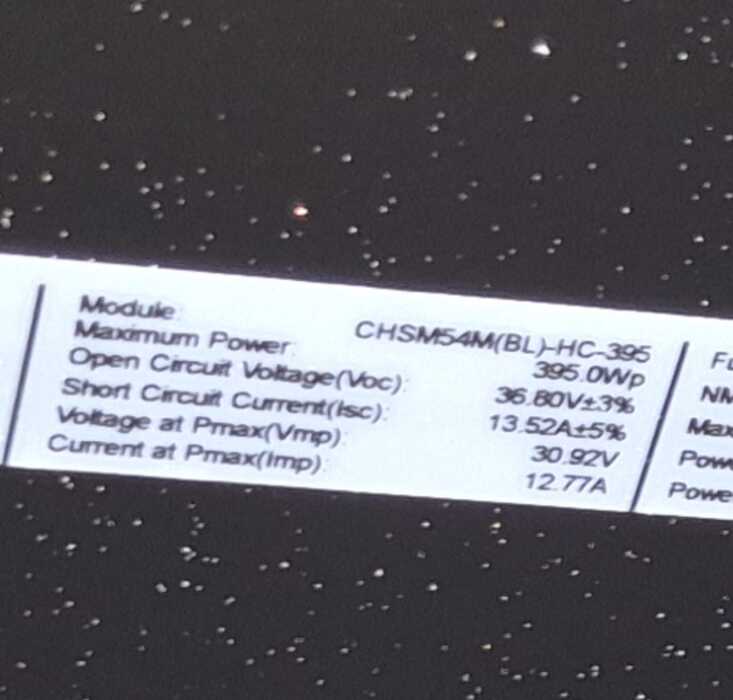 Module: CHSM54M(BL)-HC-395
Maximum Power: 395.0Wp
Open Circuit Voltage(Voc): 36.80V±3%
Short Circuit Current(Isc): 13.52A±5%
Voltage at Pmax(Vmp): 30.92V
Current at Pmax(Imp): 12.77A